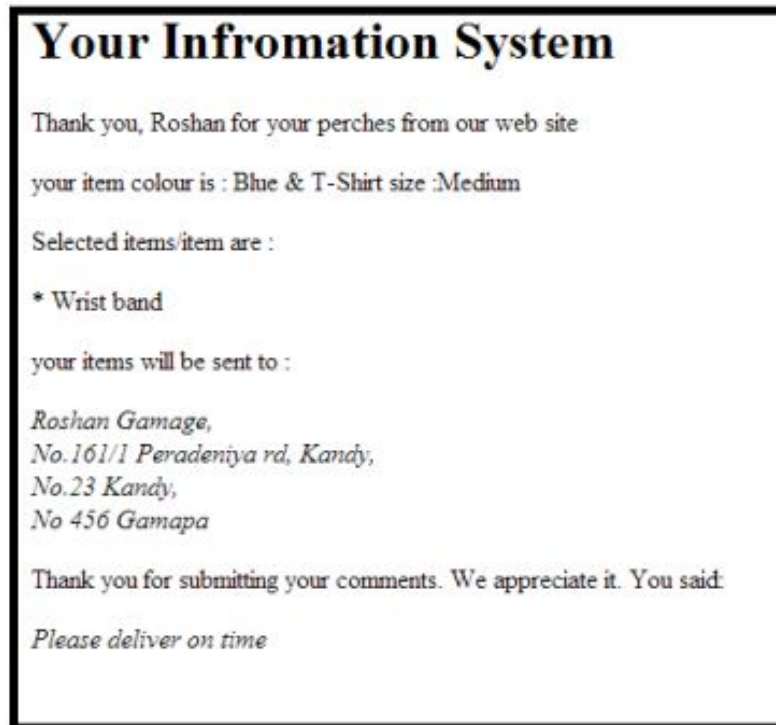 Your Infromation System
Thank you, Roshan for your perches from our web site
your item colour is : Blue & T-Shirt size :Medium
Selected items/item are :
* Wrist band
your items will be sent to :
Roshan Gamage,
No.161/1 Peradeniya rd, Kandy,
No.23 Kandy,
No 456 Gamapa
Thank you for submitting your comments. We appreciate it. You said:
Please deliver on time